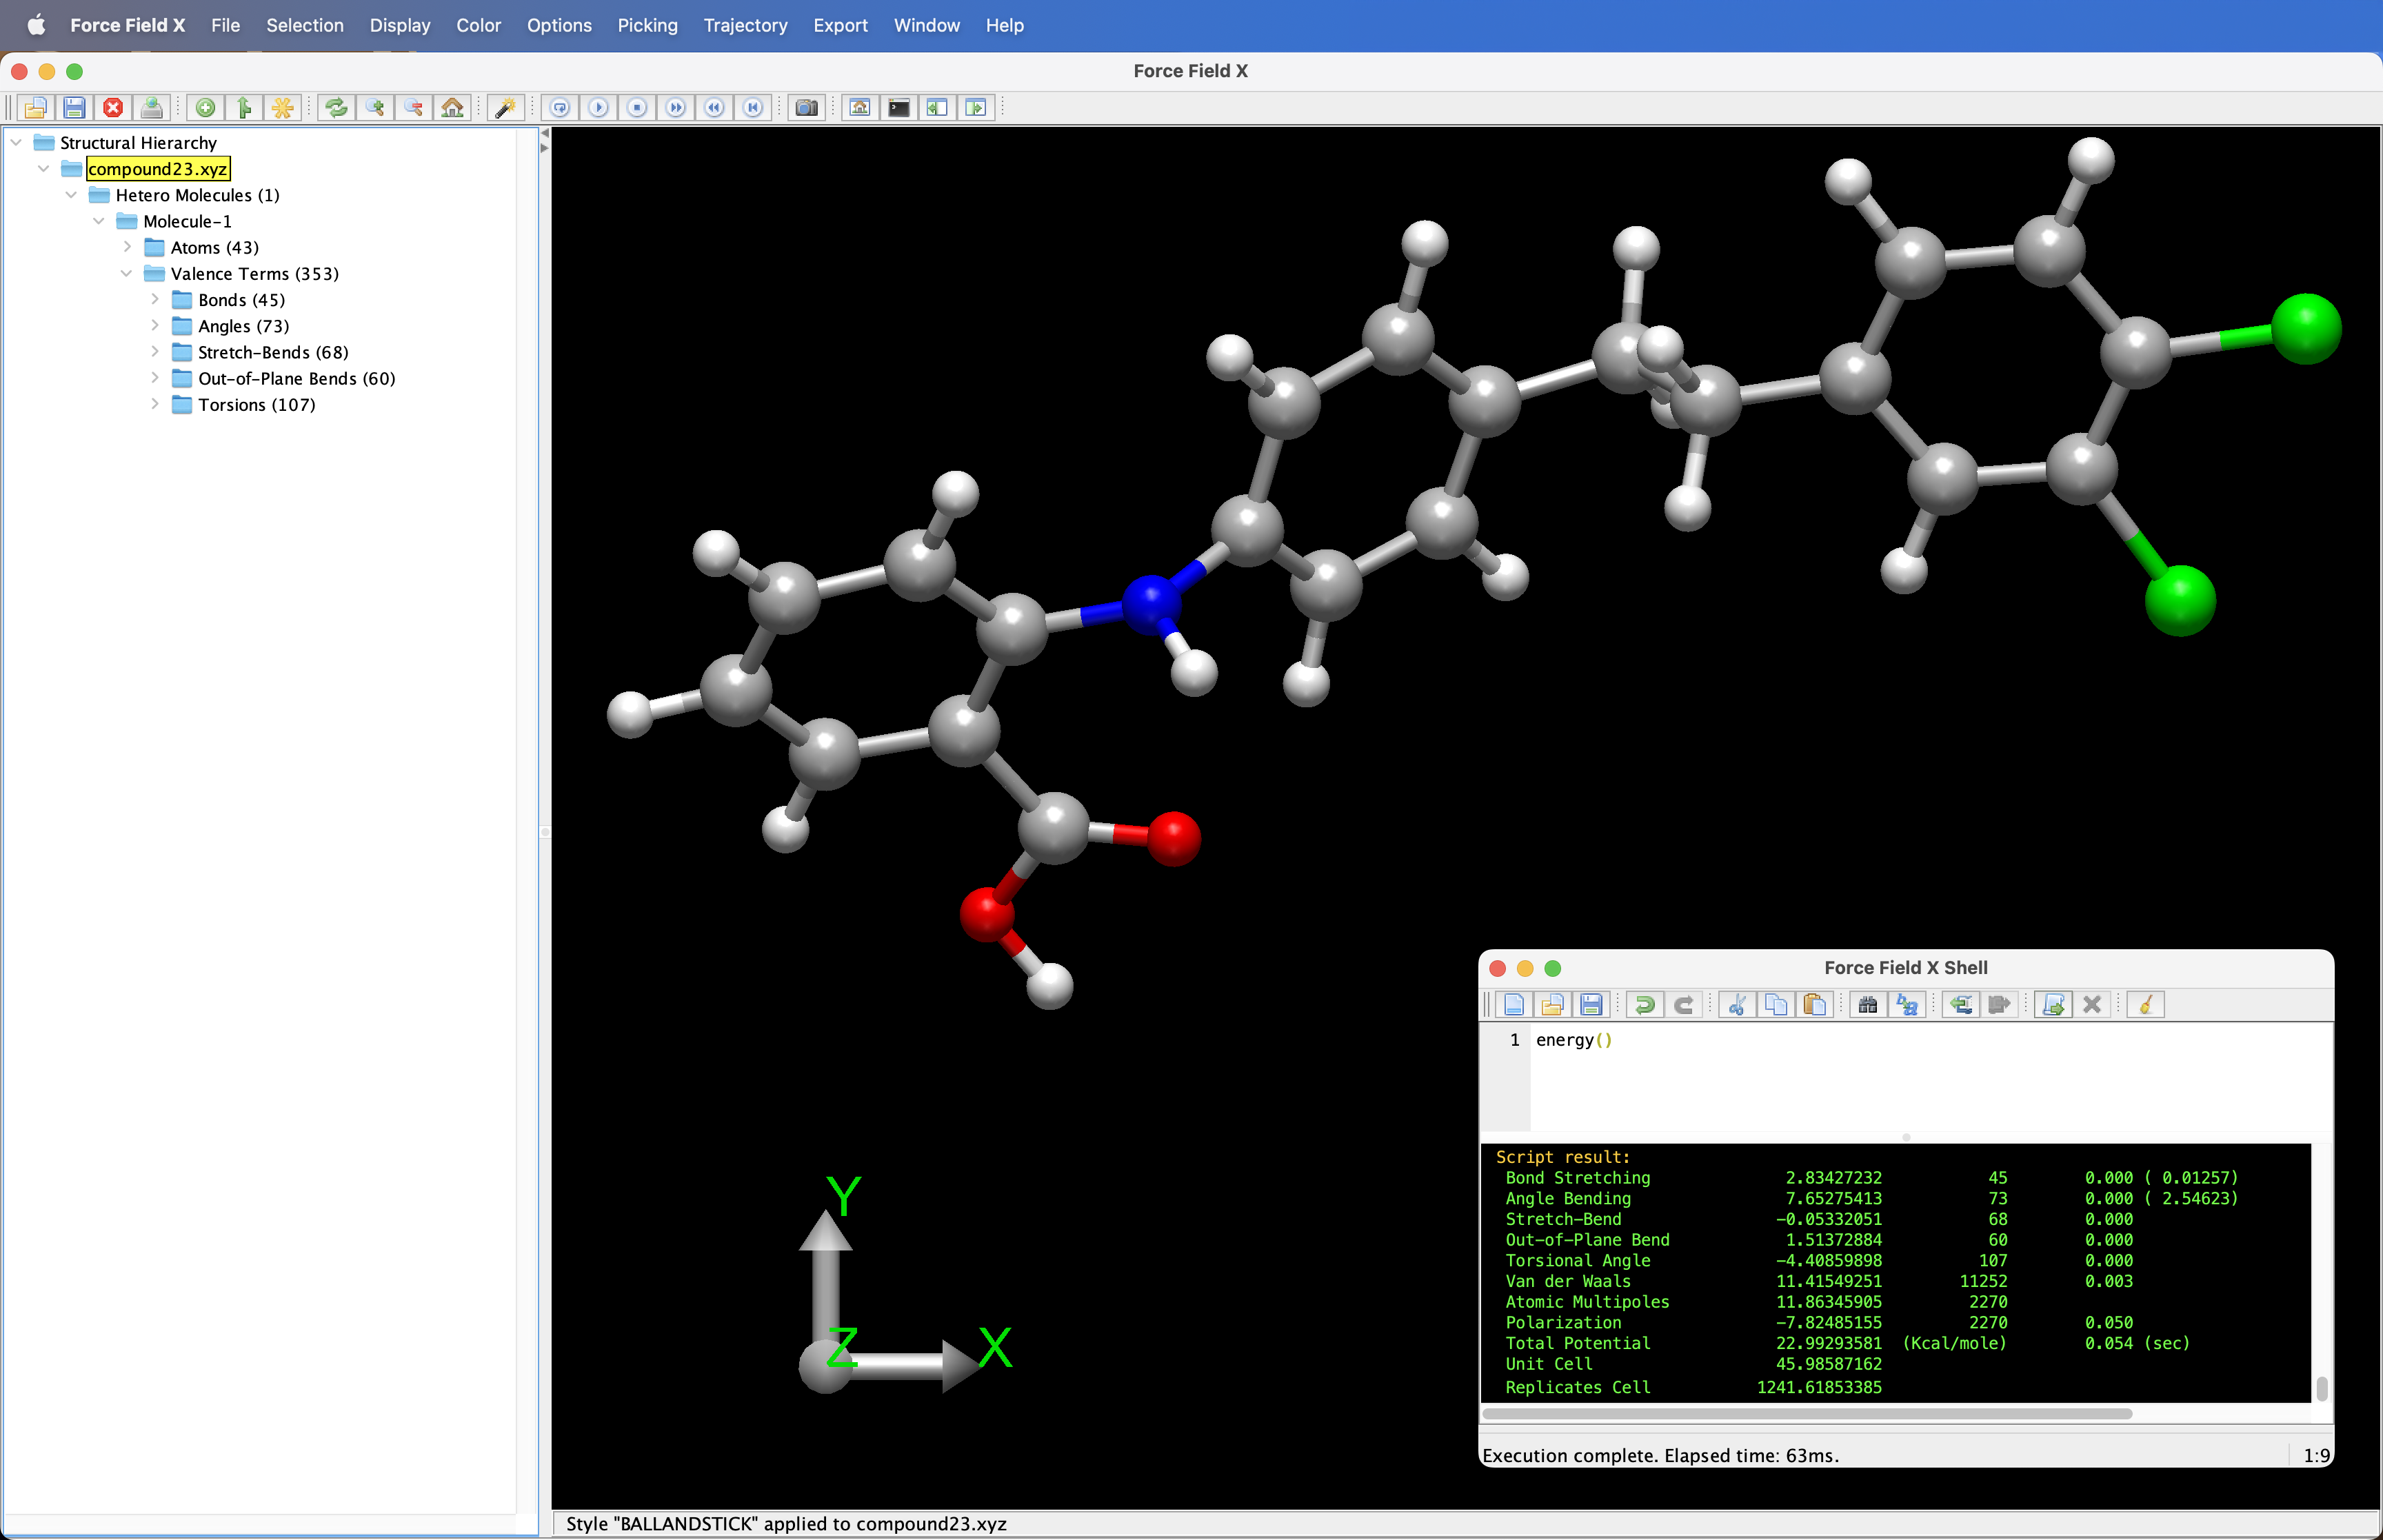 Force Field X File Selection Display Color Options Picking Trajectory Export Window Help
Force Field X
Structural Hierarchy
compound23.xyz
Hetero Molecules (1)
Molecule-1
Atoms (43)
Valence Terms (353)
Bonds (45)
Angles (73)
Stretch-Bends (68)
Out-of-Plane Bends (60)
Torsions (107)
Y
Z
X
Force Field X Shell
1 energy()
Script result:
Bond Stretching 2.83427232 45 0.000 ( 0.01257)
Angle Bending 7.65275413 73 0.000 ( 2.54623)
Stretch-Bend -0.05332051 68 0.000
Out-of-Plane Bend 1.51372884 60 0.000
Torsional Angle -4.40859898 107 0.000
Van der Waals 11.41549251 11252 0.003
Atomic Multipoles 11.86345905 2270
Polarization -7.82485155 2270 0.050
Total Potential 22.99293581 (Kcal/mole) 0.054 (sec)
Unit Cell 45.98587162
Replicates Cell 1241.61853385
Execution complete. Elapsed time: 63ms. 1:9
Style "BALLANDSTICK" applied to compound23.xyz